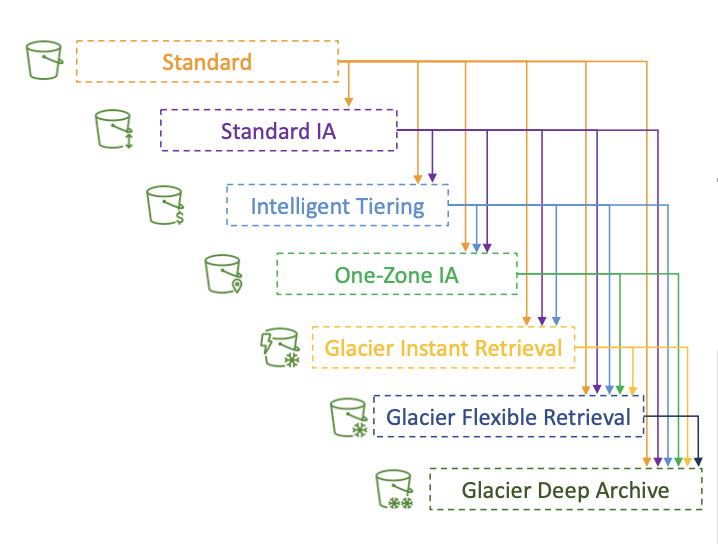 Standard
Standard IA
Intelligent Tiering
One-Zone IA
Glacier Instant Retrieval
Glacier Flexible Retrieval
Glacier Deep Archive